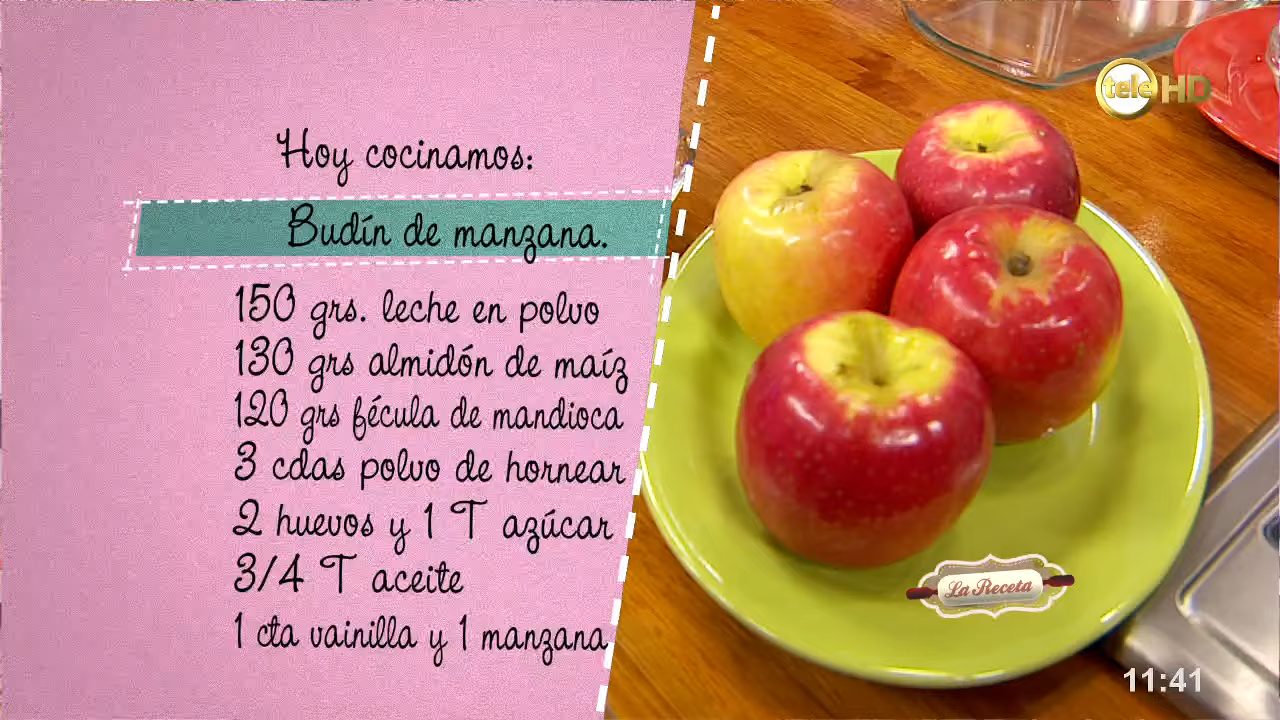 Hoy cocinamos:
Budín de manzana.
150 grs. leche en polvo
130 grs almidón de maíz
120 grs fécula de mandioca
3 cdas polvo de hornear
2 huevos y 1 T azúcar
3/4 T aceite
1 cta vainilla y 1 manzana
tele HD
La Receta
11:41